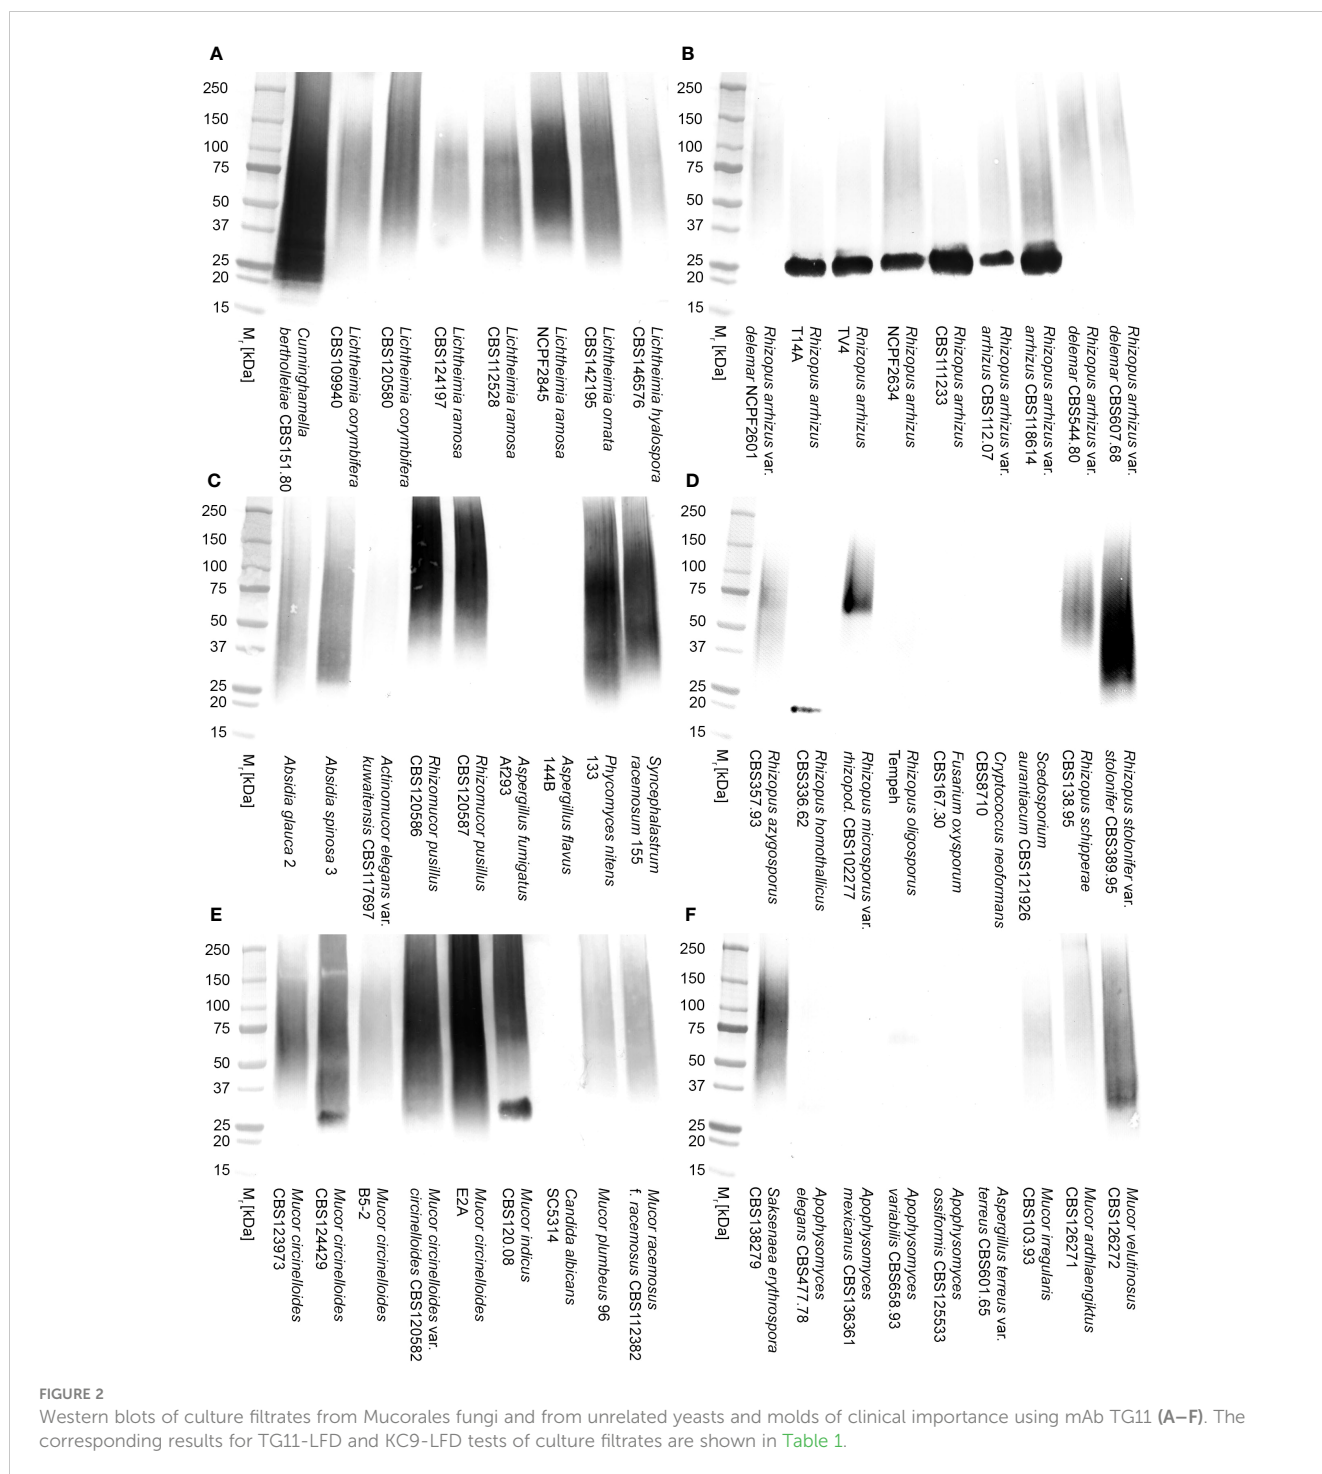 A
250
150
100
75
50
37
25
20
15
Mr [kDa]
Cunninghamella
bertholletiae CBS151.80
Lichtheimia corymbifera
CBS109940
Lichtheimia corymbifera
CBS120580
Lichtheimia ramosa
CBS124197
Lichtheimia ramosa
CBS112528
Lichtheimia ramosa
NCPF2845
Lichtheimia ornata
CBS142195
Lichtheimia hyalospora
CBS146576
B
250
150
100
75
50
37
25
20
15
Mr [kDa]
Rhizopus arrhizus var.
delemar NCPF2601
Rhizopus arrhizus
T14A
Rhizopus arrhizus
TV4
Rhizopus arrhizus
NCPF2634
Rhizopus arrhizus
CBS111233
Rhizopus arrhizus var.
arrhizus CBS112.07
Rhizopus arrhizus var.
arrhizus CBS118614
Rhizopus arrhizus var.
delemar CBS544.80
Rhizopus arrhizus var.
delemar CBS607.68
C
250
150
100
75
50
37
25
20
15
Mr [kDa]
Absidia glauca 2
Absidia spinosa 3
Actinomucor elegans var.
kuwaitensis CBS117697
Rhizomucor pusillus
CBS120586
Rhizomucor pusillus
CBS120587
Aspergillus fumigatus
Af293
Aspergillus flavus
144B
Phycomyces nitens
133
Syncephalastrum
racemosum 155
D
250
150
100
75
50
37
25
20
15
Mr [kDa]
Rhizopus azygosporus
CBS357.93
Rhizopus homothallicus
CBS336.62
Rhizopus microsporus var.
rhizopod. CBS102277
Rhizopus oligosporus
Tempeh
Fusarium oxysporum
CBS167.30
Cryptococcus neoformans
CBS8710
Scedosporium
aurantiacum CBS121926
Rhizopus schipperae
CBS138.95
Rhizopus stolonifer var.
stolonifer CBS389.95
E
250
150
100
75
50
37
25
20
15
Mr [kDa]
Mucor circinelloides
CBS123973
Mucor circinelloides
CBS124429
Mucor circinelloides
B5-2
Mucor circinelloides var.
circinelloides CBS120582
Mucor circinelloides
E2A
Mucor indicus
CBS120.08
Candida albicans
SC5314
Mucor plumbeus 96
Mucor racemosus
f. racemosus CBS112382
F
250
150
100
75
50
37
25
20
15
Mr [kDa]
Saksenaea erythrospora
CBS138279
Apophysomyces
elegans CBS477.78
Apophysomyces
mexicanus CBS136361
Apophysomyces
variabilis CBS658.93
Apophysomyces
ossiformis CBS125533
Aspergillus terreus var.
terreus CBS601.65
Mucor irregularis
CBS103.93
Mucor ardhlaengiktus
CBS126271
Mucor velutinosus
CBS126272
FIGURE 2
Western blots of culture filtrates from Mucorales fungi and from unrelated yeasts and molds of clinical importance using mAb TG11 (A–F). The
corresponding results for TG11-LFD and KC9-LFD tests of culture filtrates are shown in Table 1.